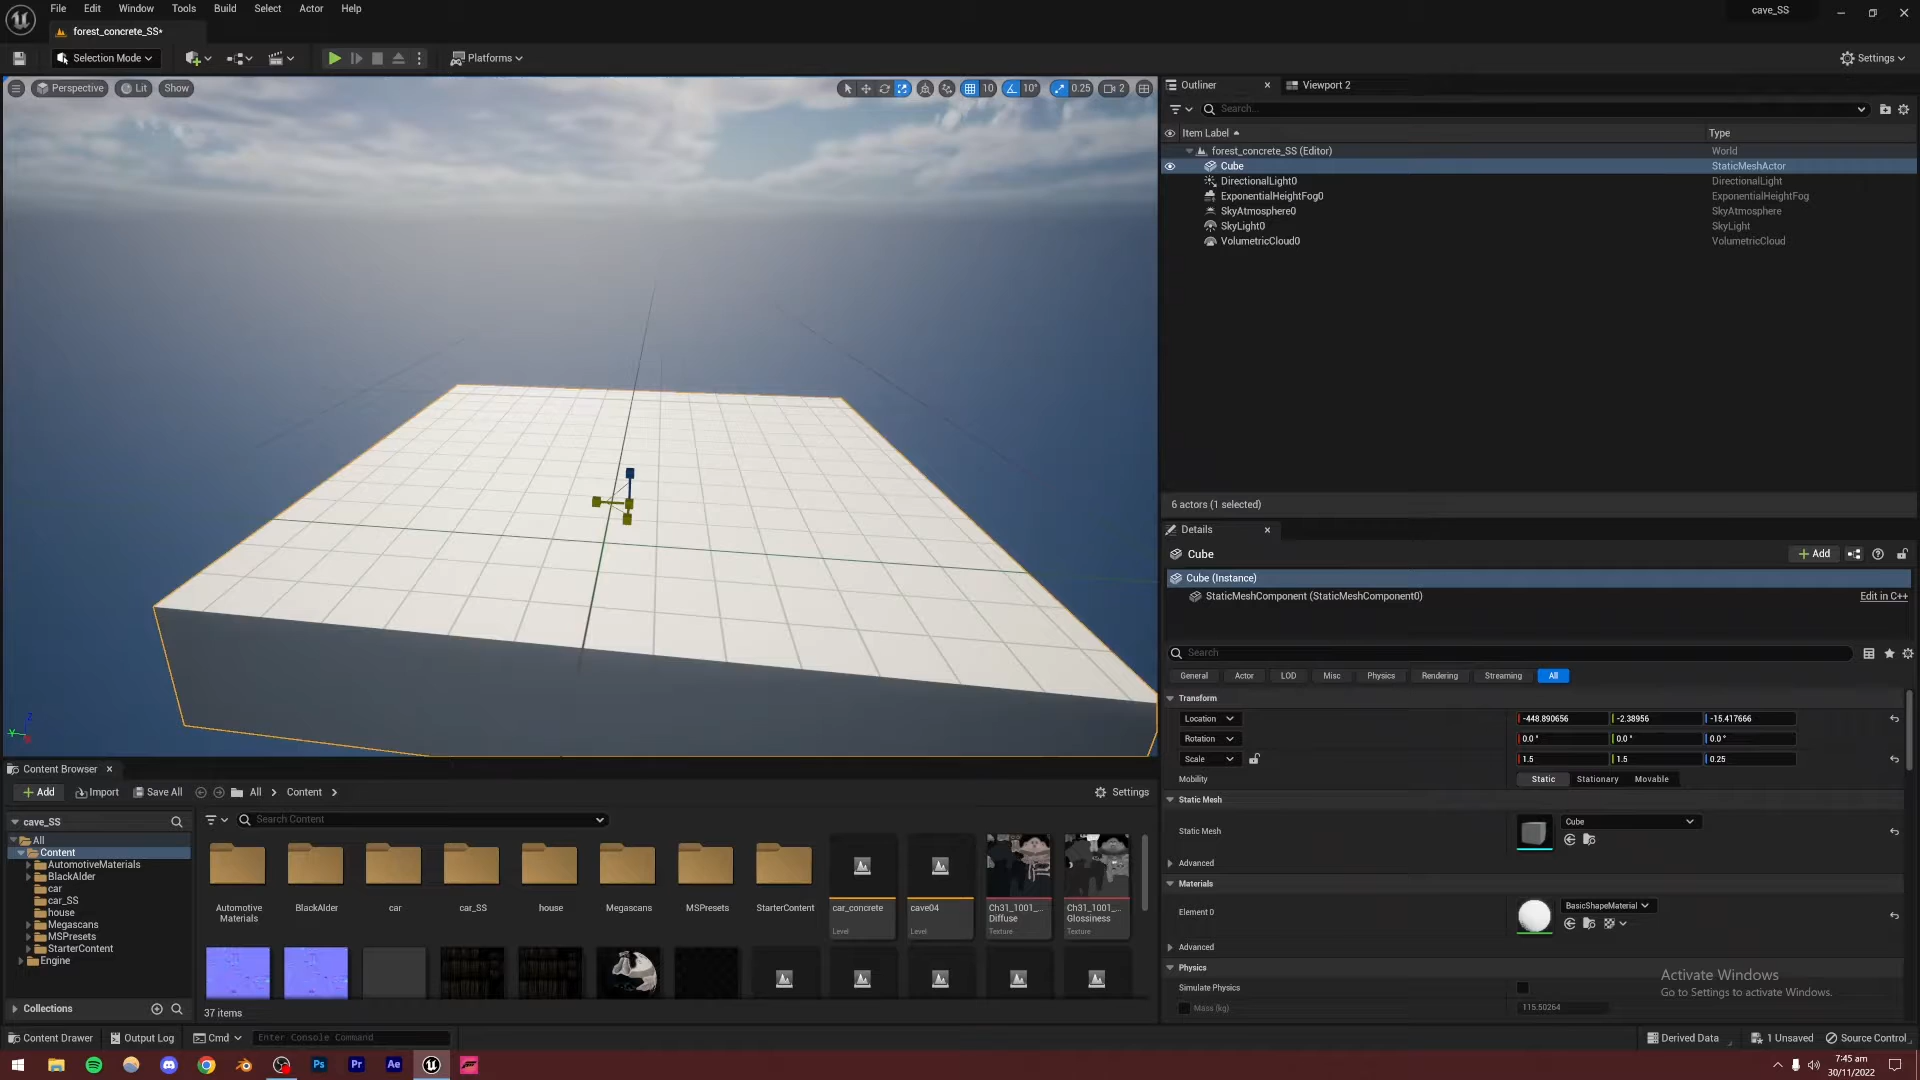 File Edit Window Tools Build Select Actor Help
cave_SS
forest_concrete_SS*
Selection Mode
Platforms
Settings
Perspective Lit Show
10 10° 0.25 2
Outliner
Viewport 2
Search...
Item Label Type
forest_concrete_SS (Editor) World
Cube StaticMeshActor
DirectionalLight0 DirectionalLight
ExponentialHeightFog0 ExponentialHeightFog
SkyAtmosphere0 SkyAtmosphere
SkyLight0 SkyLight
VolumetricCloud0 VolumetricCloud
6 actors (1 selected)
Details
Cube
Add
Cube (Instance)
StaticMeshComponent (StaticMeshComponent0) Edit in C++
Search
General Actor LOD Misc Physics Rendering Streaming All
Transform
Location -448.890656 -2.38956 -15.417666
Rotation 0.0 ° 0.0 ° 0.0 °
Scale 1.5 1.5 0.25
Mobility Static Stationary Movable
Static Mesh
Static Mesh Cube
Advanced
Materials
Element 0 BasicShapeMaterial
Advanced
Physics
Simulate Physics
Mass (kg) 115.50264
Activate Windows
Go to Settings to activate Windows.
Z
Y
Content Browser
Add Import Save All All Content Settings
cave_SS
Search Content
All
Content
AutomotiveMaterials
BlackAlder
car
car_SS
house
Megascans
MSPresets
StarterContent
Engine
Collections
Automotive
Materials
BlackAlder
car
car_SS
house
Megascans
MSPresets
StarterContent
car_concrete
Level
cave04
Level
Ch31_1001_...
Diffuse
Texture
Ch31_1001_...
Glossiness
Texture
37 items
Content Drawer Output Log Cmd Enter Console Command
Derived Data 1 Unsaved Source Control
Ps Pr Ae
7:45 am
30/11/2022